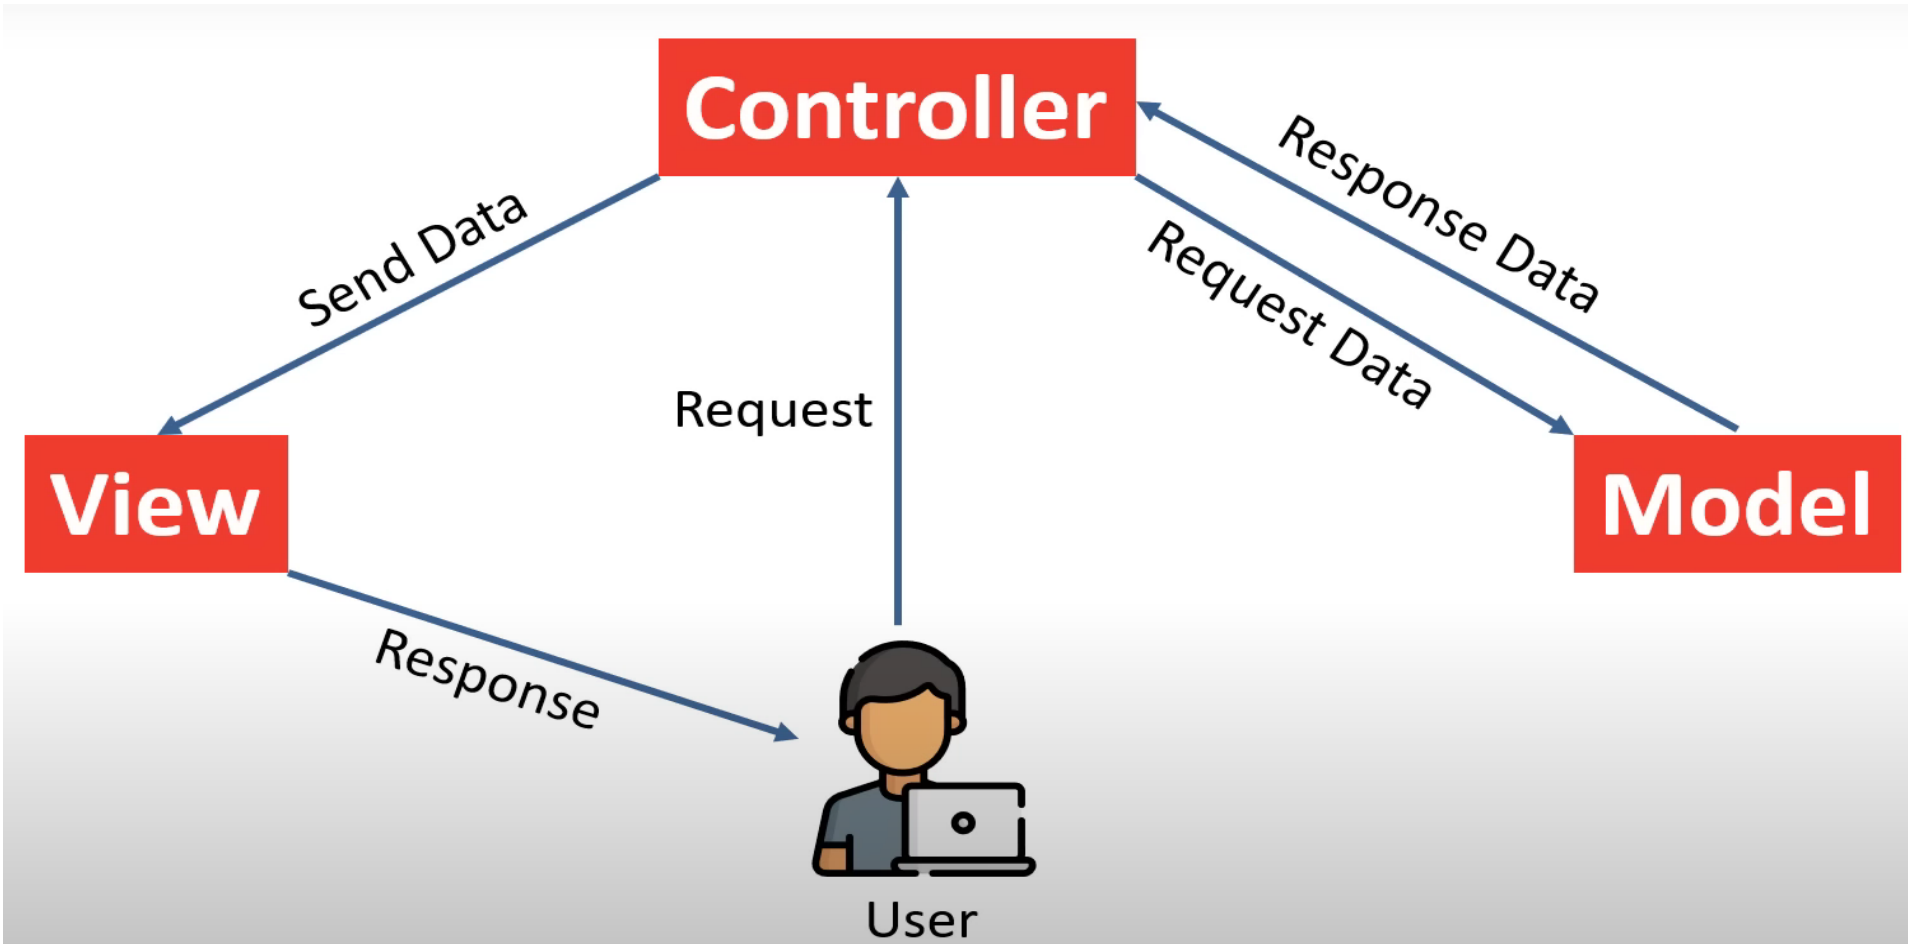 Controller
Response Data
Send Data
Request Data
Request
View
Model
Response
User